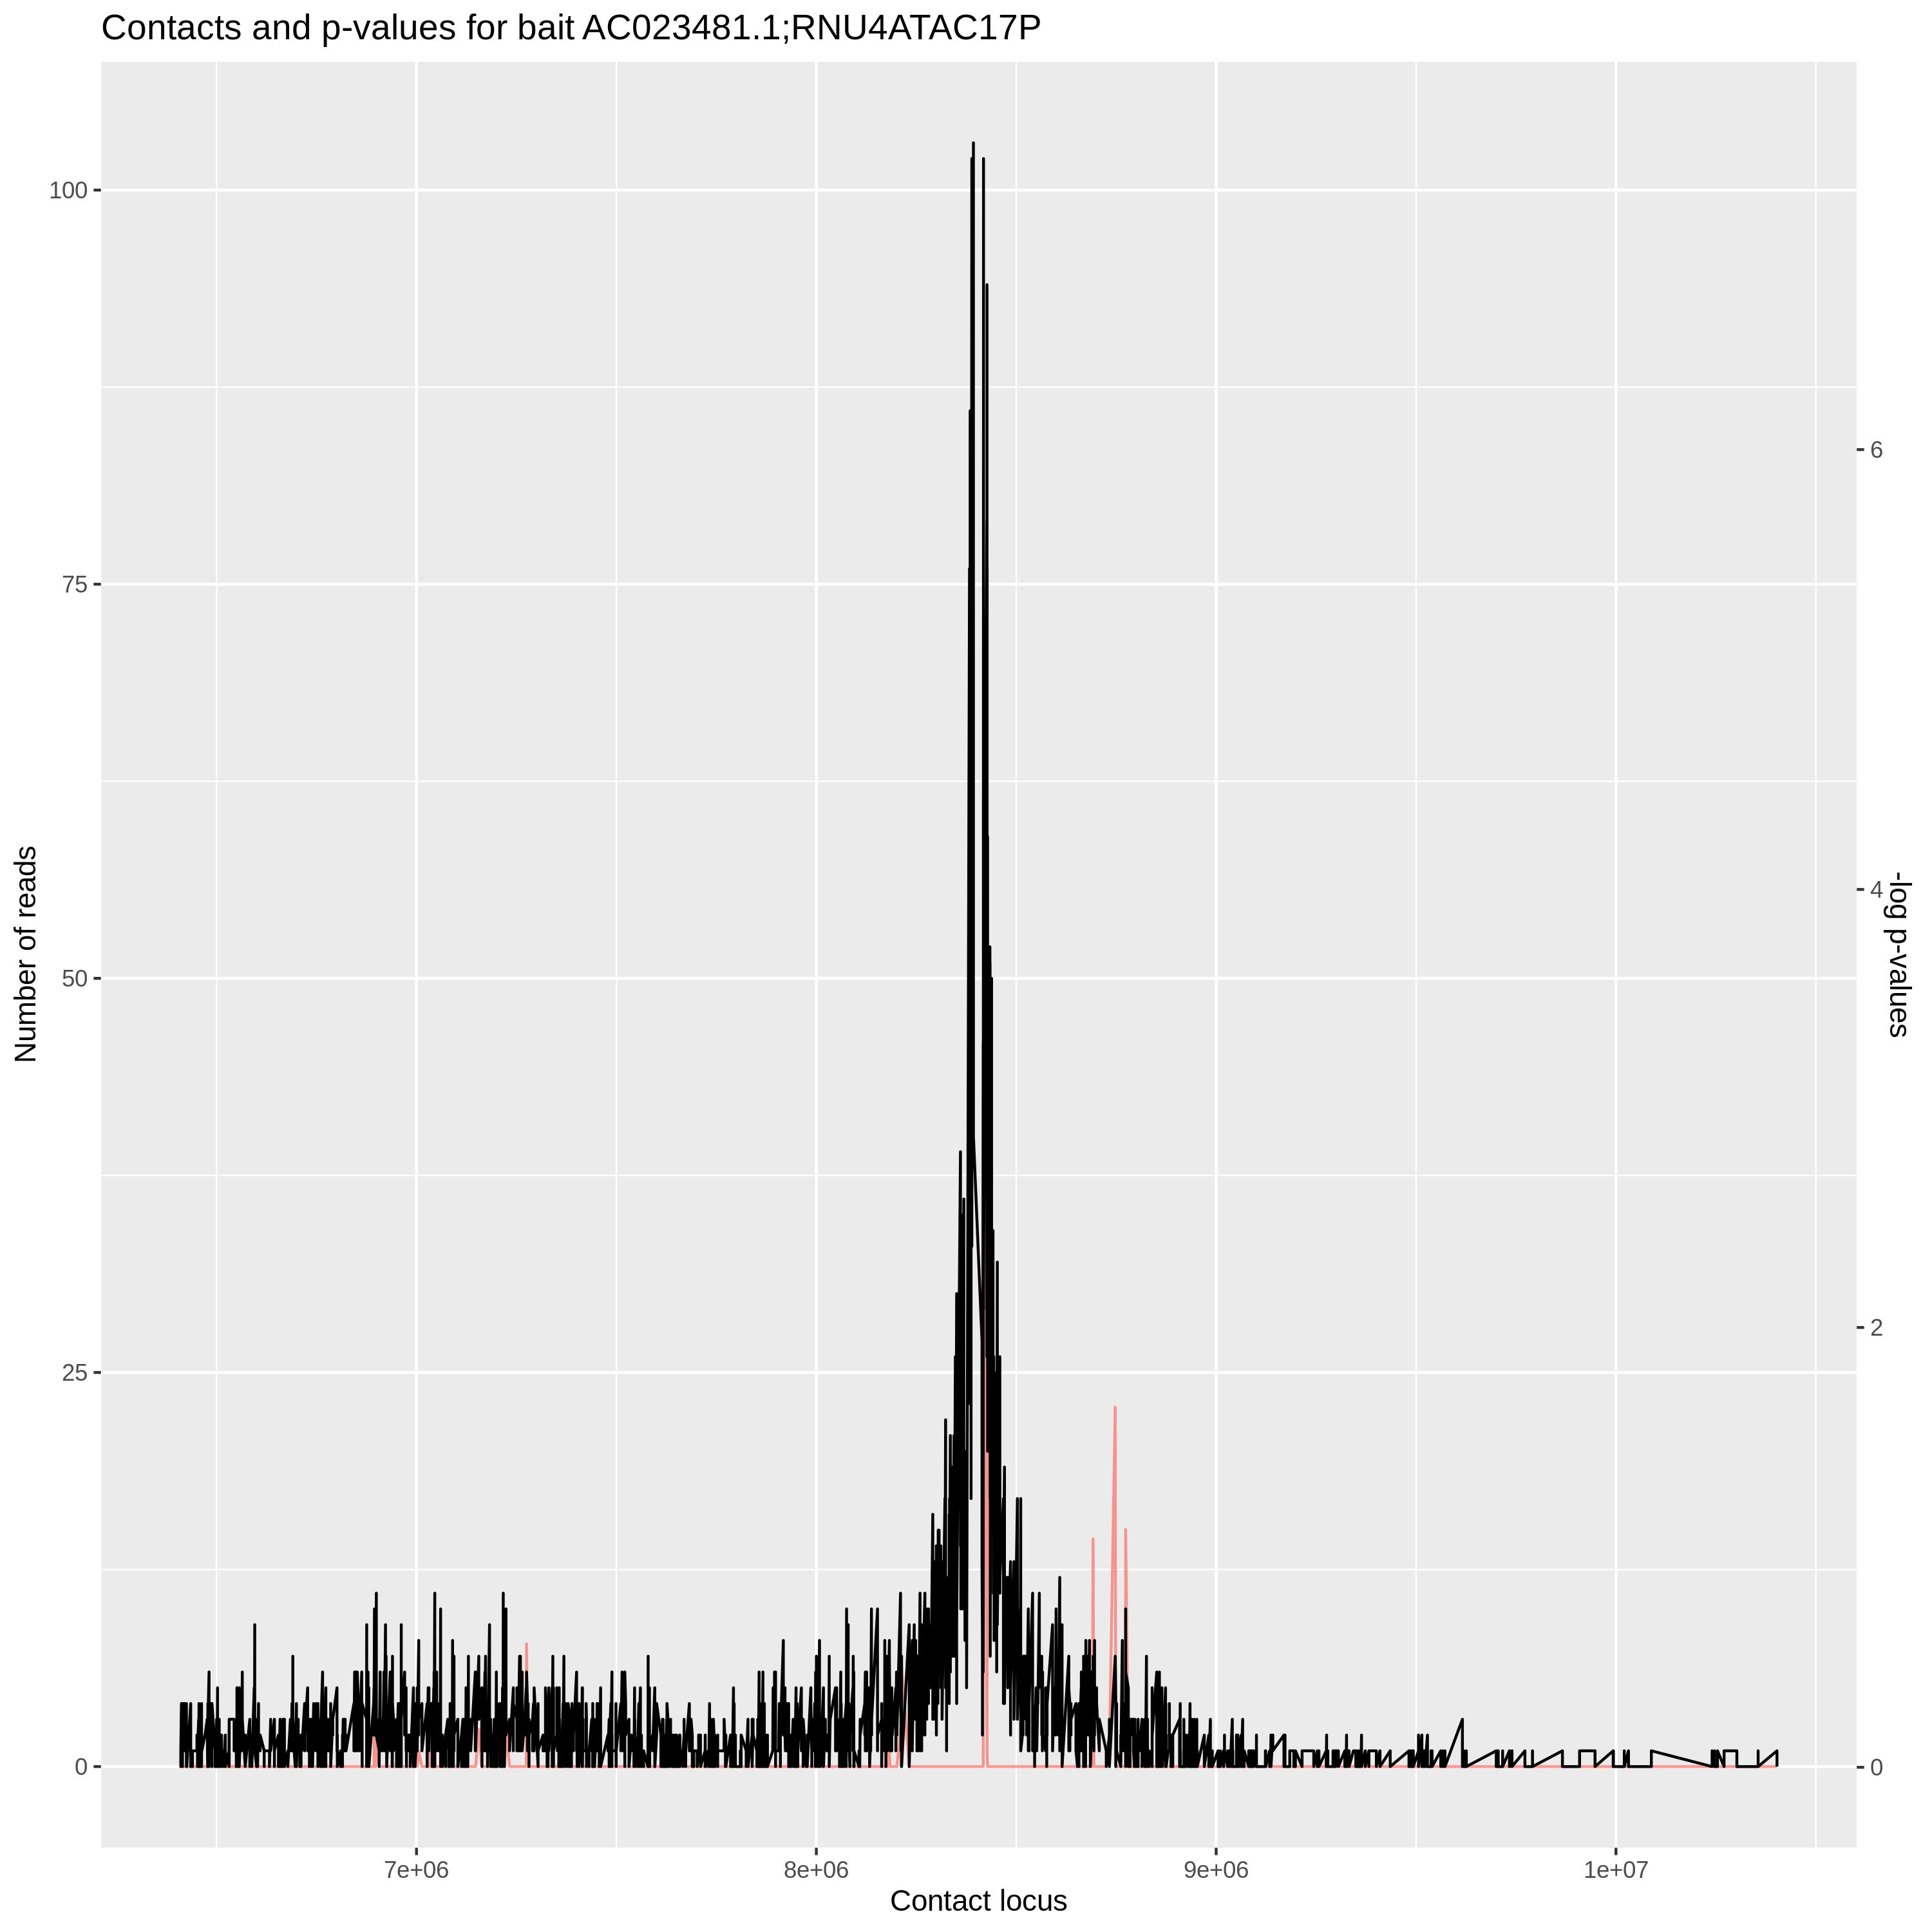 Contacts and p-values for bait AC023481.1;RNU4ATAC17P
100
75
50
25
0
Number of reads
6
4
2
0
-log p-values
7e+06
8e+06
9e+06
1e+07
Contact locus